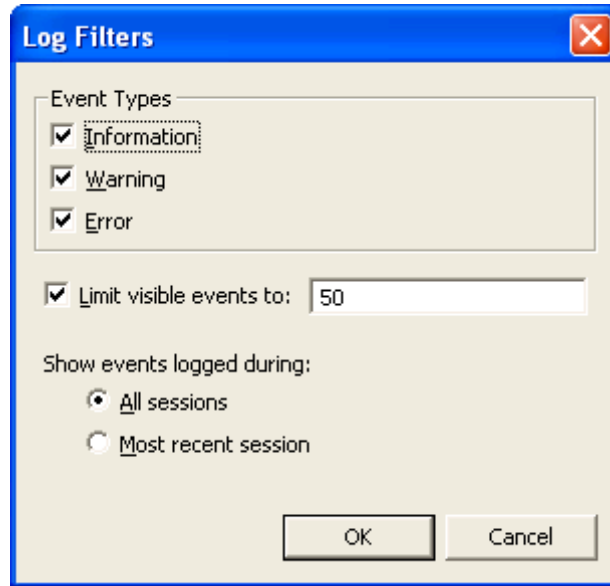 Log Filters
Event Types
Information
Warning
Error
Limit visible events to: 50
Show events logged during:
All sessions
Most recent session
OK Cancel